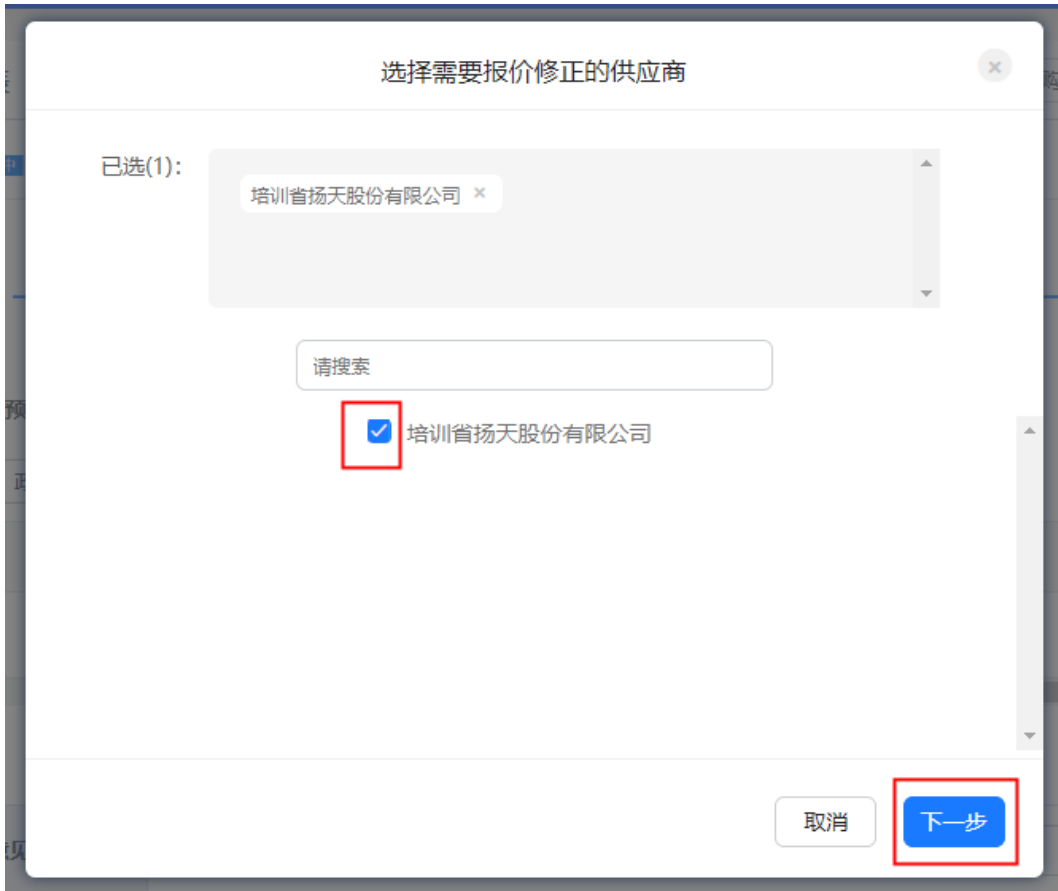 选择需要报价修正的供应商
已选(1)：
培训省扬天股份有限公司
请搜索
培训省扬天股份有限公司
取消
下一步